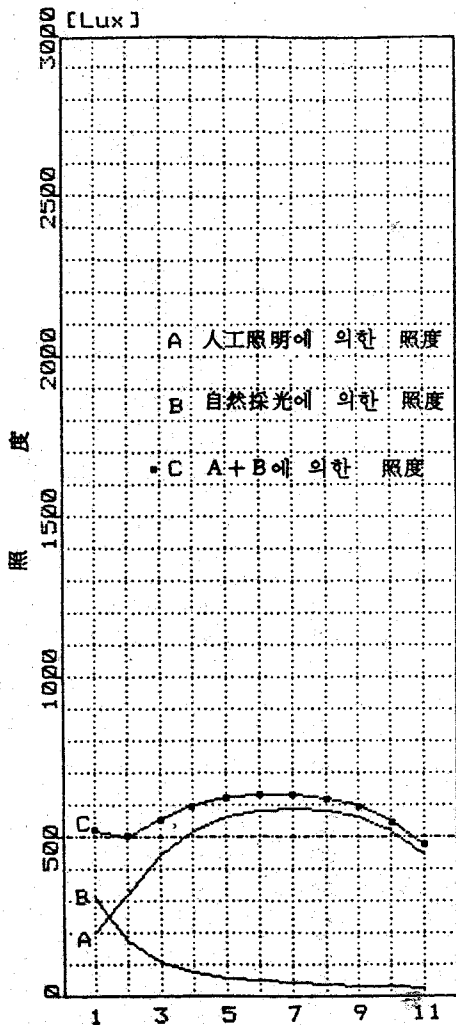 [Lux]
3000
2500
2000
1500
1000
500
0
照 度
A 人工照明에 의한 照度
B 自然採光에 의한 照度
C A+B에 의한 照度
C
B
A
1 3 5 7 9 11